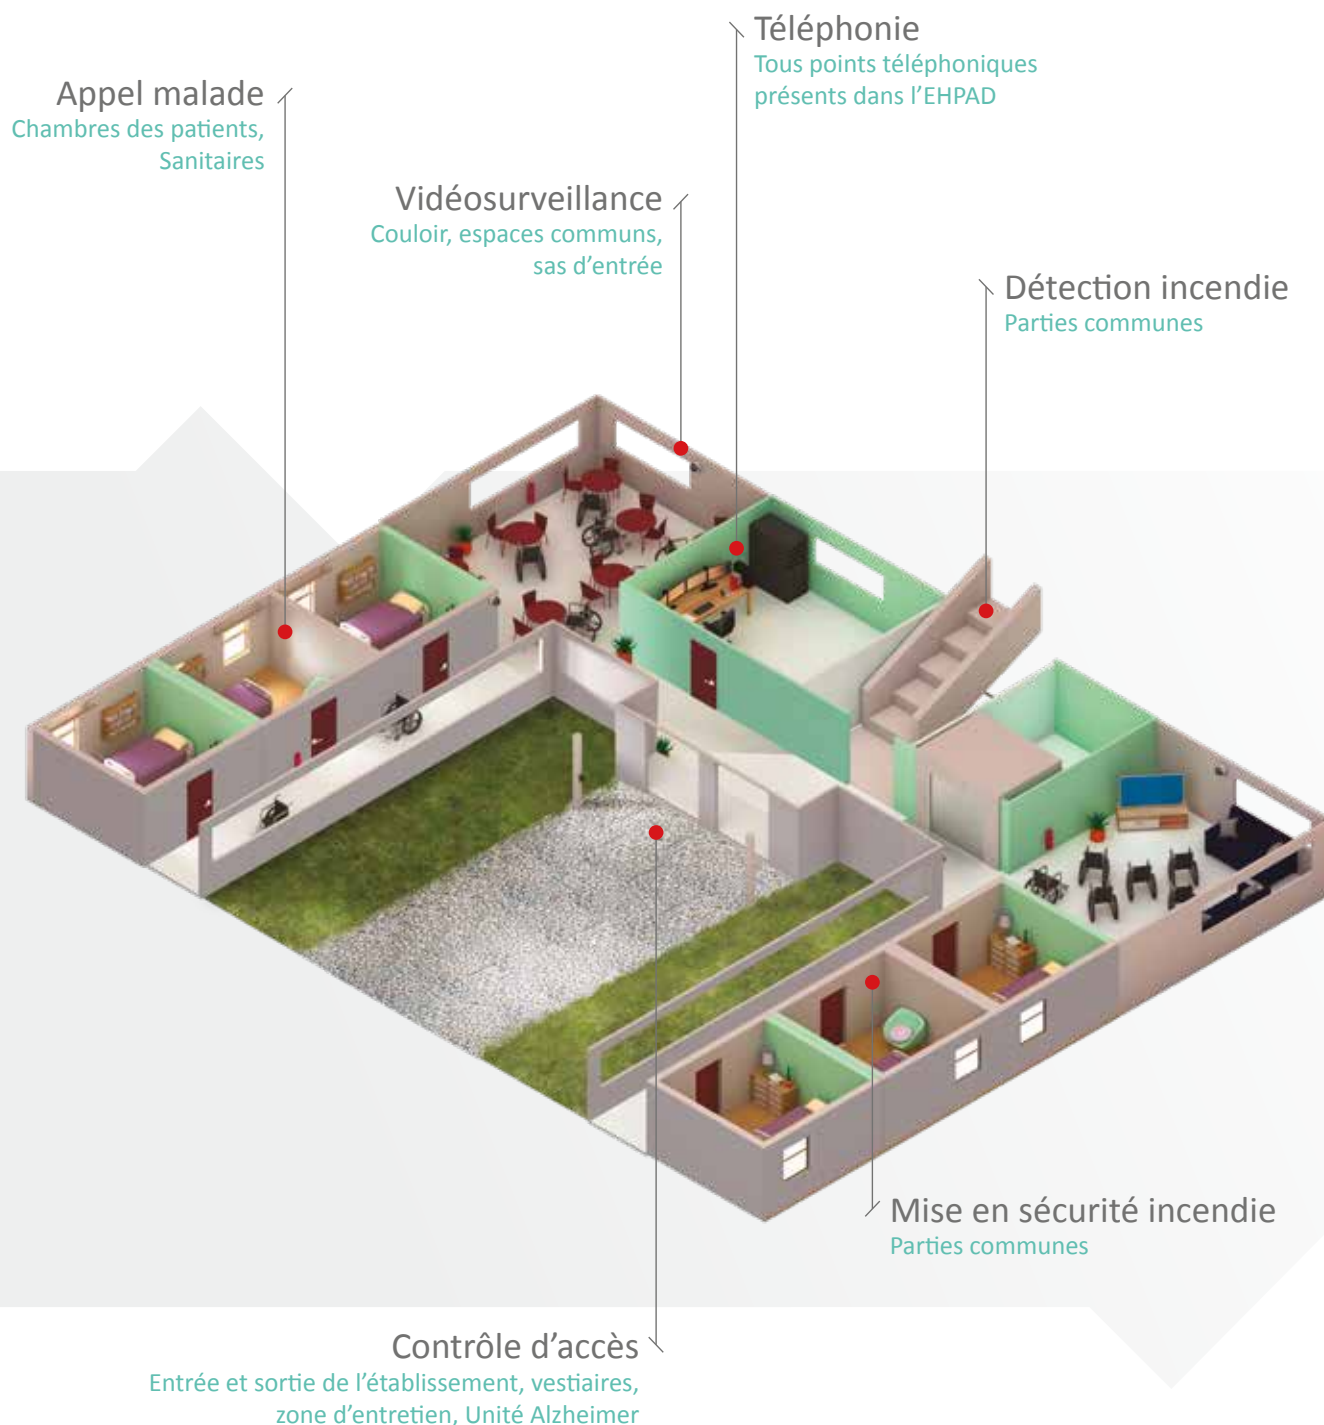 Téléphonie
Tous points téléphoniques
présents dans l’EHPAD
Appel malade
Chambres des patients,
Sanitaires
Vidéosurveillance
Couloir, espaces communs,
sas d’entrée
Détection incendie
Parties communes
Mise en sécurité incendie
Parties communes
Contrôle d’accès
Entrée et sortie de l’établissement, vestiaires,
zone d’entretien, Unité Alzheimer